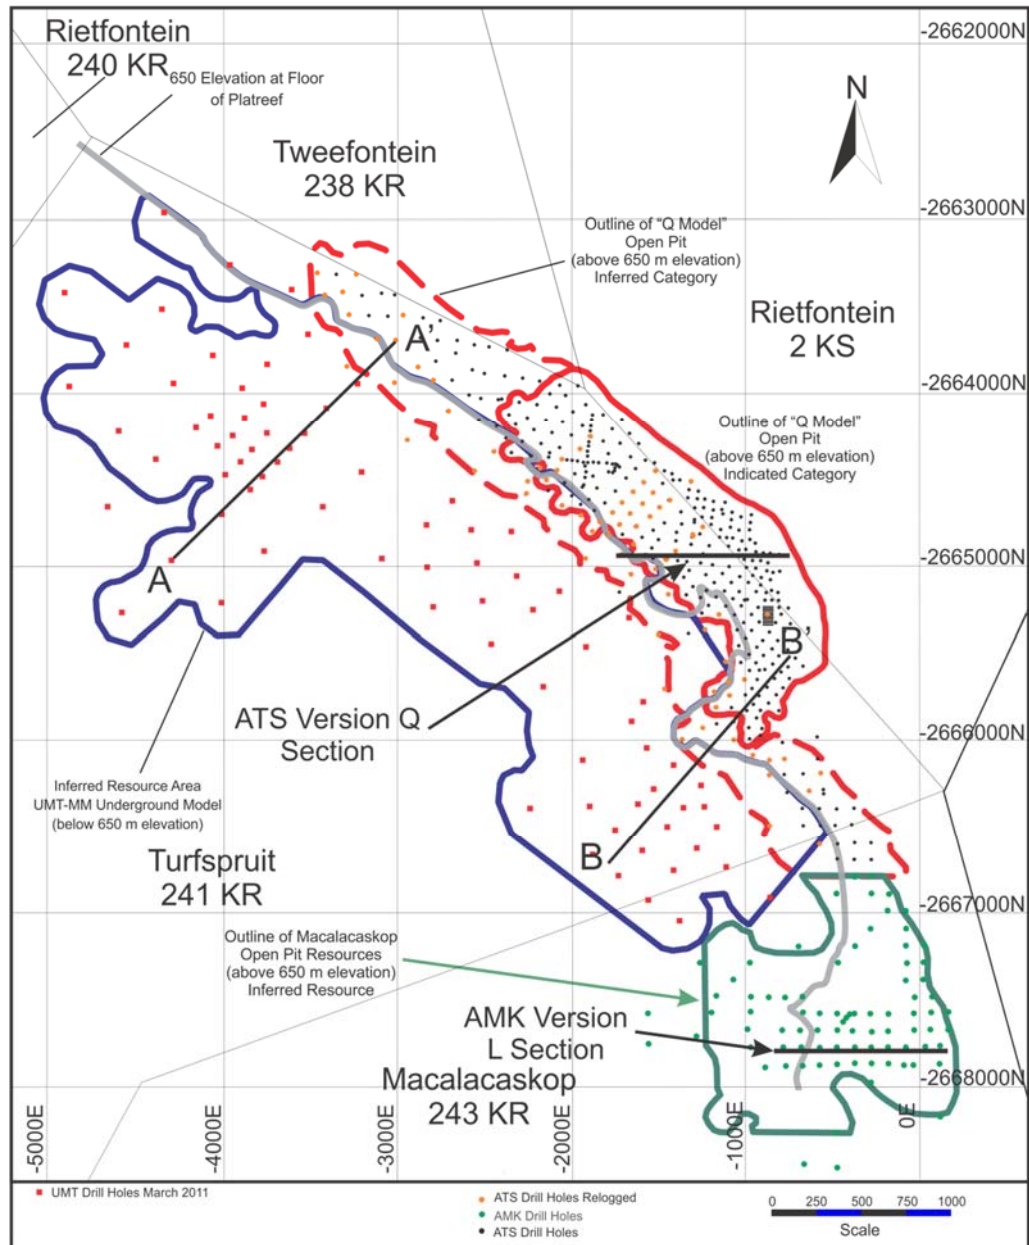 Rietfontein
240 KR
650 Elevation at Floor
of Platreef
-2662000N
N
Tweefontein
238 KR
-2663000N
Outline of "Q Model"
Open Pit
(above 650 m elevation)
Inferred Category
Rietfontein
2 KS
A'
-2664000N
Outline of "Q Model"
Open Pit
(above 650 m elevation)
Indicated Category
-2665000N
A
B'
ATS Version Q
Section
-2666000N
Inferred Resource Area
UMT-MM Underground Model
(below 650 m elevation)
B
Turfspruit
241 KR
-2667000N
Outline of Macalacaskop
Open Pit Resources
(above 650 m elevation)
Inferred Resource
AMK Version
L Section
Macalacaskop
243 KR
-2668000N
-5000E
-4000E
-3000E
-2000E
-1000E
0E
UMT Drill Holes March 2011
ATS Drill Holes Relogged
AMK Drill Holes
ATS Drill Holes
0 250 500 750 1000
Scale